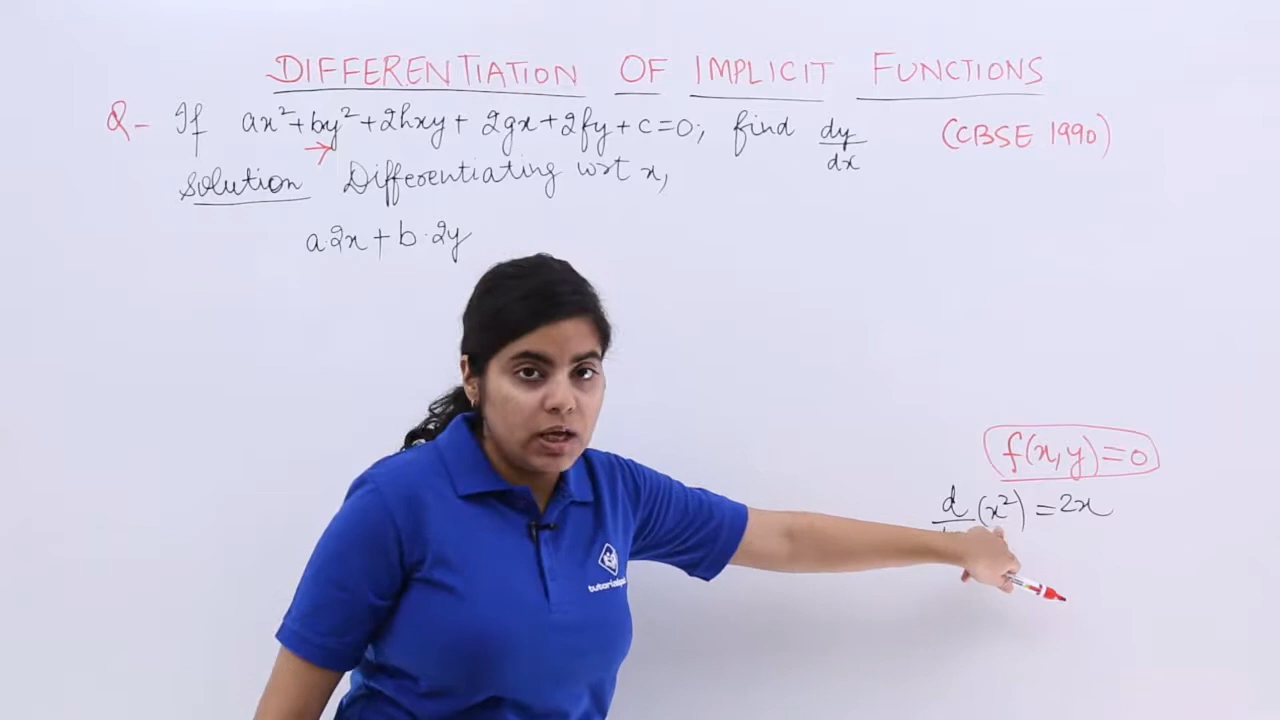 DIFFERENTIATION OF IMPLICIT FUNCTIONS
Q- If ax²+by²+2hxy+2gx+2fy+c=0; find dy/dx (CBSE 1990)
Solution Differentiating wrt x,
a·2x+b·2y
f(x,y)=0
d (x²)=2x